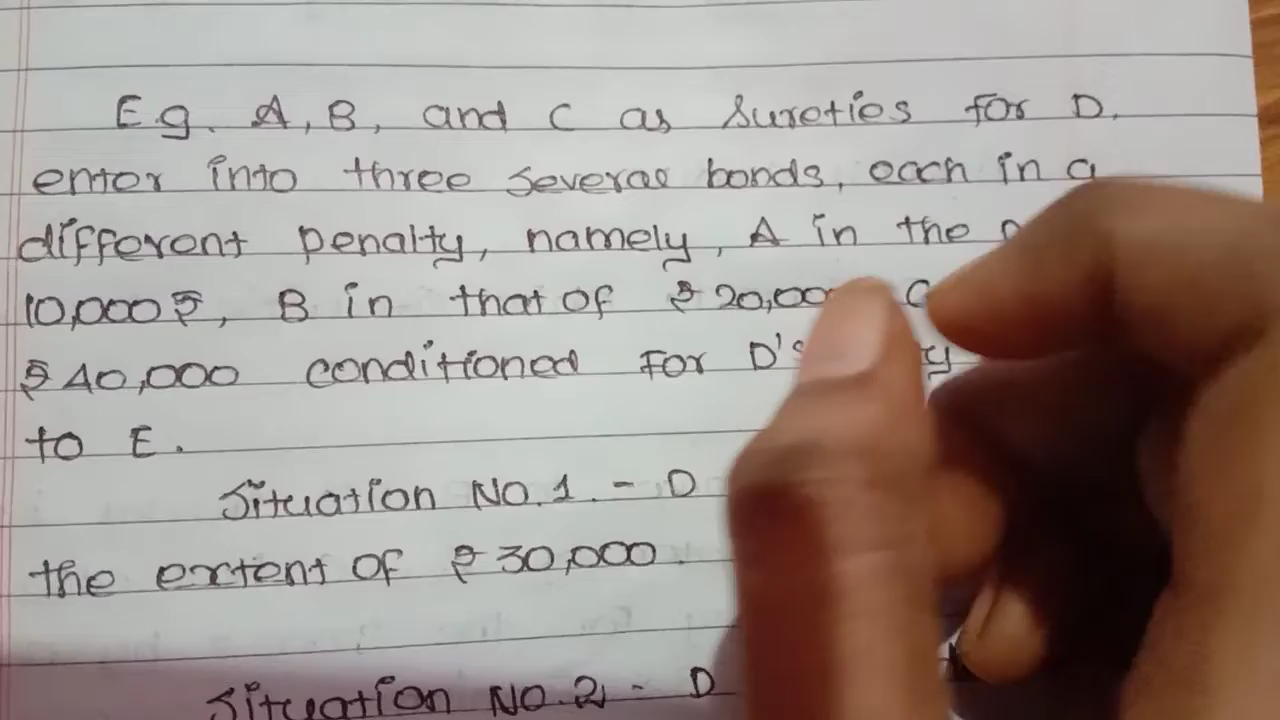 Eg. A, B, and C as Sureties for D.
enter into three several bonds, each in a
different penalty, namely, A in the
10,000₹, B in that of ₹20,000 C
₹40,000 conditioned For D's
to E.
Situation No.1. - D
the extent of ₹30,000.
Situation No.2 - D